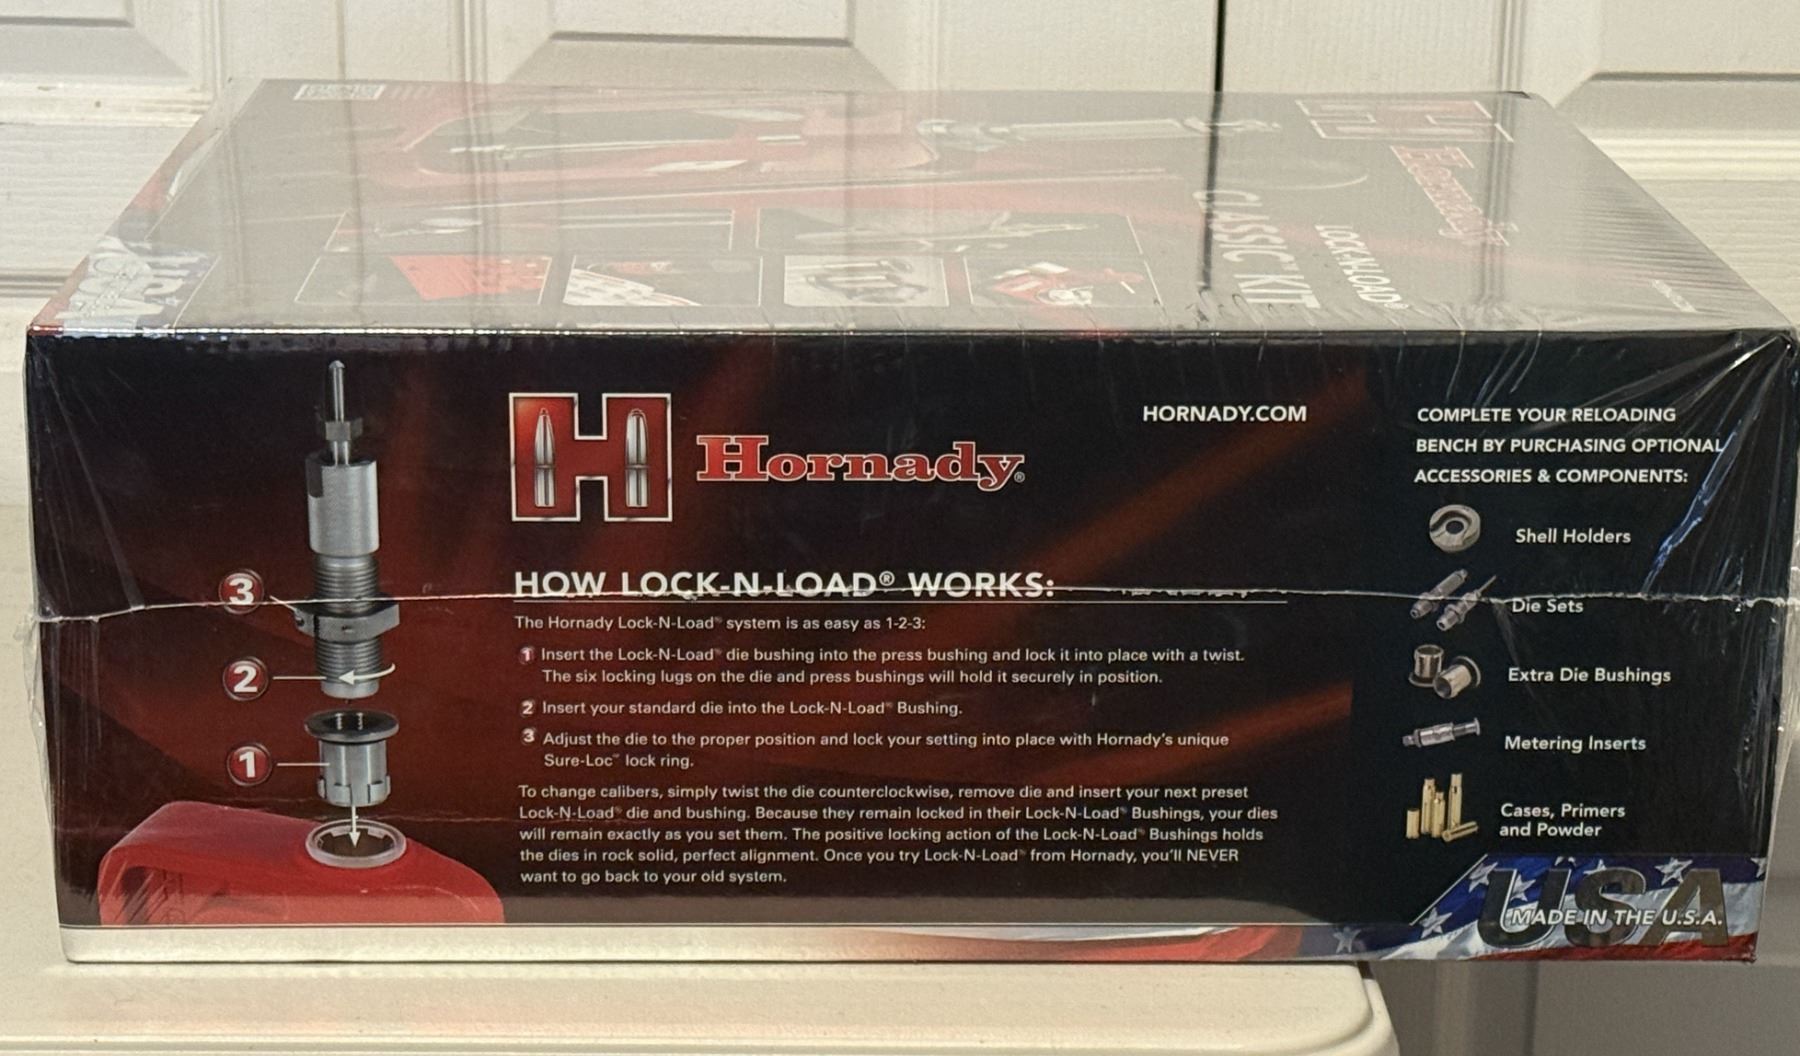 Hornady
LOCK-N-LOAD®
CLASSIC™ KIT
USA
Hornady®
HORNADY.COM
HOW LOCK-N-LOAD® WORKS:
The Hornady Lock-N-Load® system is as easy as 1-2-3:
1 Insert the Lock-N-Load® die bushing into the press bushing and lock it into place with a twist.
The six locking lugs on the die and press bushings will hold it securely in position.
2 Insert your standard die into the Lock-N-Load® Bushing.
3 Adjust the die to the proper position and lock your setting into place with Hornady's unique
Sure-Loc™ lock ring.
To change calibers, simply twist the die counterclockwise, remove die and insert your next preset
Lock-N-Load® die and bushing. Because they remain locked in their Lock-N-Load® Bushings, your dies
will remain exactly as you set them. The positive locking action of the Lock-N-Load® Bushings holds
the dies in rock solid, perfect alignment. Once you try Lock-N-Load® from Hornady, you'll NEVER
want to go back to your old system.
3
2
1
COMPLETE YOUR RELOADING
BENCH BY PURCHASING OPTIONAL
ACCESSORIES & COMPONENTS:
Shell Holders
Die Sets
Extra Die Bushings
Metering Inserts
Cases, Primers
and Powder
USA
MADE IN THE U.S.A.